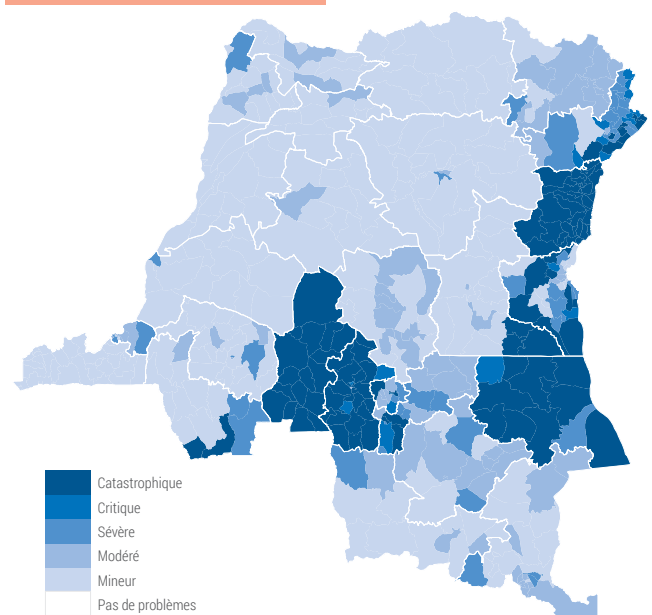 Catastrophique
Critique
Sévère
Modéré
Mineur
Pas de problèmes